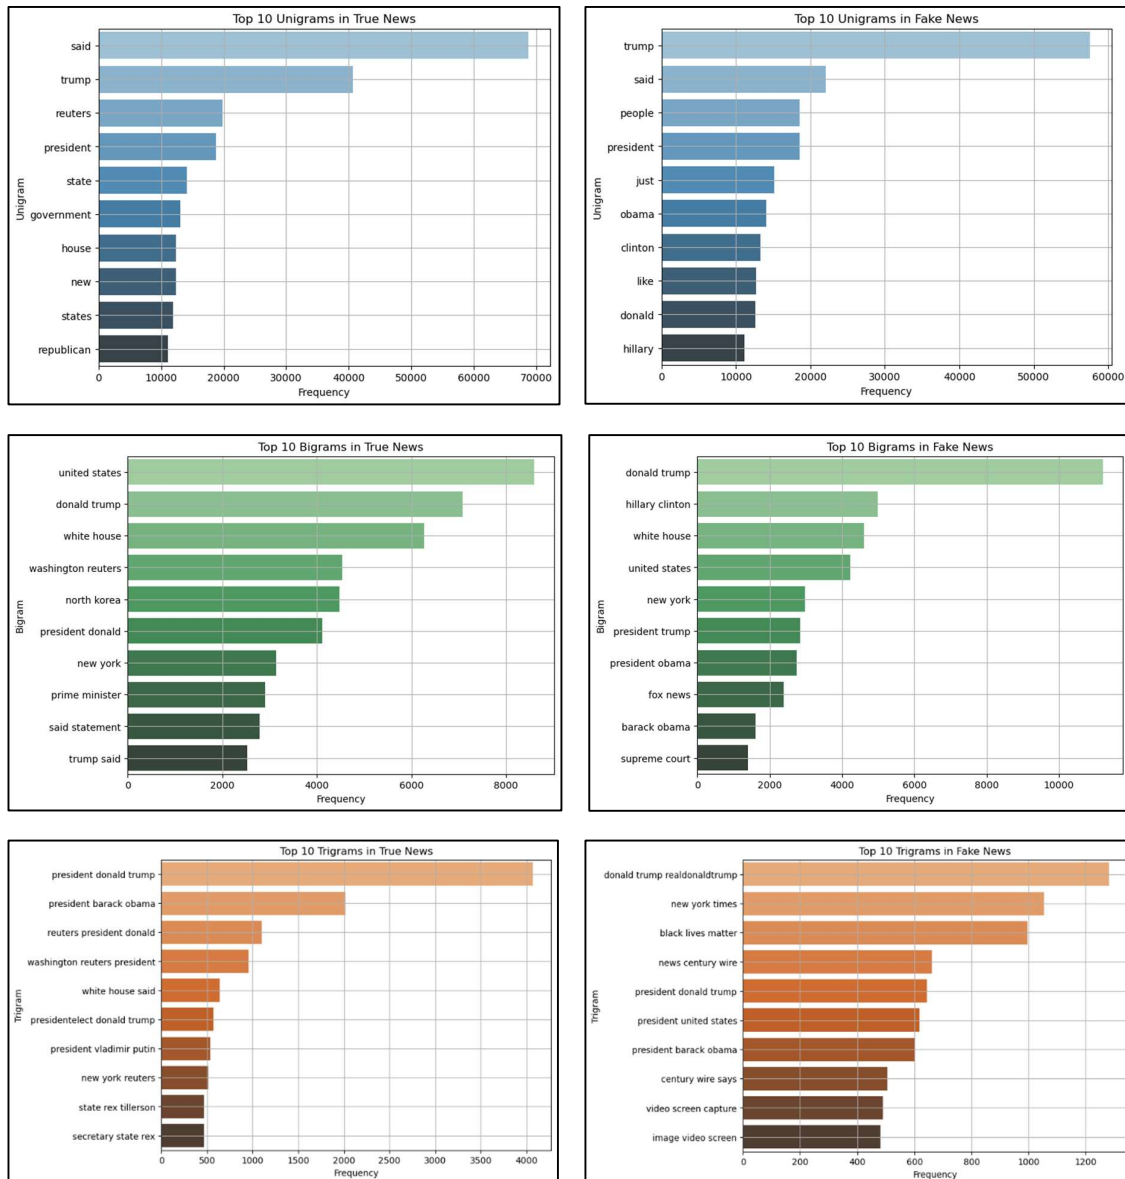 Top 10 Unigrams in True News
said
trump
reuters
president
state
government
house
new
states
republican
Unigram
0 10000 20000 30000 40000 50000 60000 70000
Frequency
Top 10 Unigrams in Fake News
trump
said
people
president
just
obama
clinton
like
donald
hillary
Unigram
0 10000 20000 30000 40000 50000 60000
Frequency
Top 10 Bigrams in True News
united states
donald trump
white house
washington reuters
north korea
president donald
new york
prime minister
said statement
trump said
Bigram
0 2000 4000 6000 8000
Frequency
Top 10 Bigrams in Fake News
donald trump
hillary clinton
white house
united states
new york
president trump
president obama
fox news
barack obama
supreme court
Bigram
0 2000 4000 6000 8000 10000
Frequency
Top 10 Trigrams in True News
president donald trump
president barack obama
reuters president donald
washington reuters president
white house said
presidentelect donald trump
president vladimir putin
new york reuters
state rex tillerson
secretary state rex
Trigram
0 500 1000 1500 2000 2500 3000 3500 4000
Frequency
Top 10 Trigrams in Fake News
donald trump realdonaldtrump
new york times
black lives matter
news century wire
president donald trump
president united states
president barack obama
century wire says
video screen capture
image video screen
Trigram
0 200 400 600 800 1000 1200
Frequency